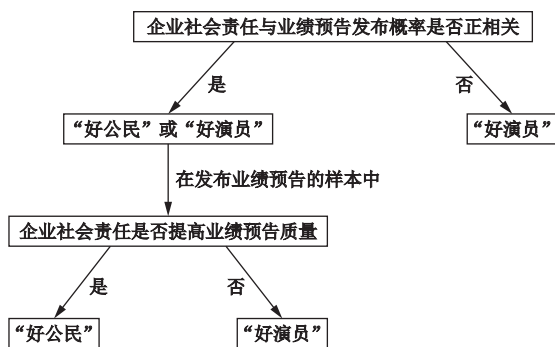 企业社会责任与业绩预告发布概率是否正相关
是
否
“好公民”或“好演员”
“好演员”
在发布业绩预告的样本中
企业社会责任是否提高业绩预告质量
是
否
“好公民”
“好演员”